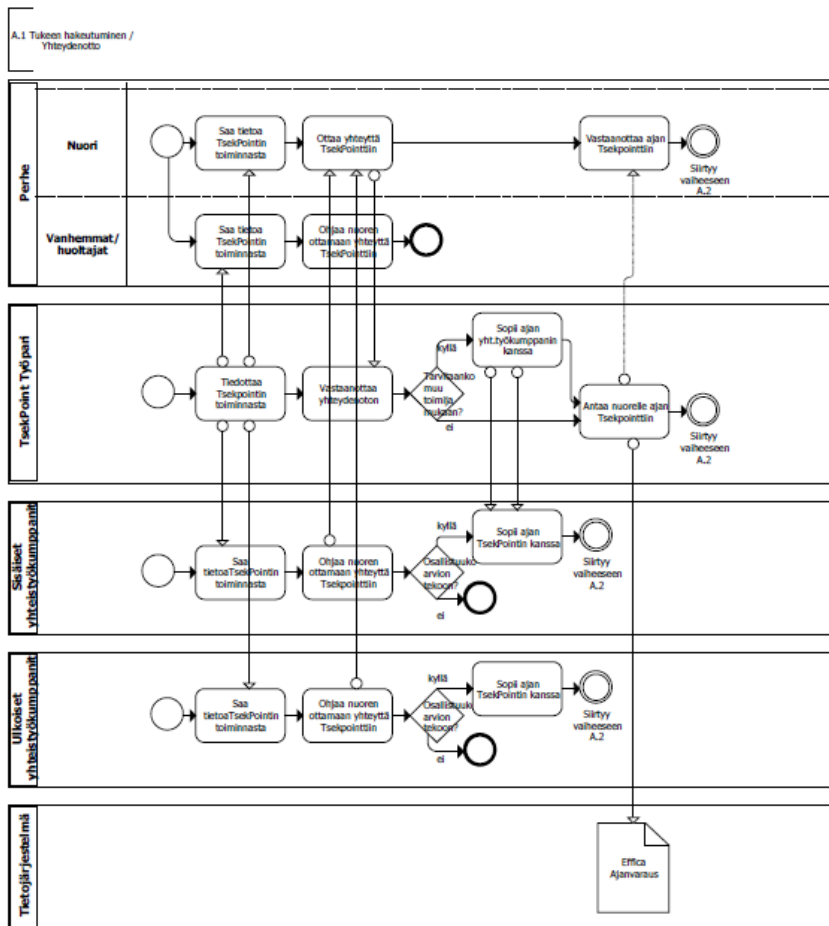 A.1 Tukeen hakeutuminen /
Yhteydenotto
Perhe
Nuori
Saa tietoa
TsekPointin
toiminnasta
Ottaa yhteyttä
TsekPointtiin
Vastaanottaa ajan
Tsekpointtiin
Siirtyy
vaiheeseen
A.2
Vanhemmat/
huoltajat
Saa tietoa
TsekPointin
toiminnasta
Ohjaa nuoren
ottamaan yhteyttä
TsekPointtiin
TsekPoint Työpari
Tiedottaa
Tsekpointin
toiminnasta
Vastaanottaa
yhteydenoton
Tarvitaanko
muu
toimija
mukaan?
kyllä
ei
Sopii ajan
yht.työkumppanin
kanssa
Antaa nuorelle ajan
Tsekpointtiin
Siirtyy
vaiheeseen
A.2
Sisäiset
yhteistyökumppanit
Saa
tietoaTsekPointin
toiminnasta
Ohjaa nuoren
ottamaan yhteyttä
Tsekpointtiin
Osallistuuko
arvion
tekoon?
kyllä
ei
Sopii ajan
TsekPointin kanssa
Siirtyy
vaiheeseen
A.2
Ulkoiset
yhteistyökumppanit
Saa
tietoaTsekPointin
toiminnasta
Ohjaa nuoren
ottamaan yhteyttä
Tsekpointtiin
Osallistuuko
arvion
tekoon?
kyllä
ei
Sopii ajan
TsekPointin kanssa
Siirtyy
vaiheeseen
A.2
Tietojärjestelmä
Effica
Ajanvaraus